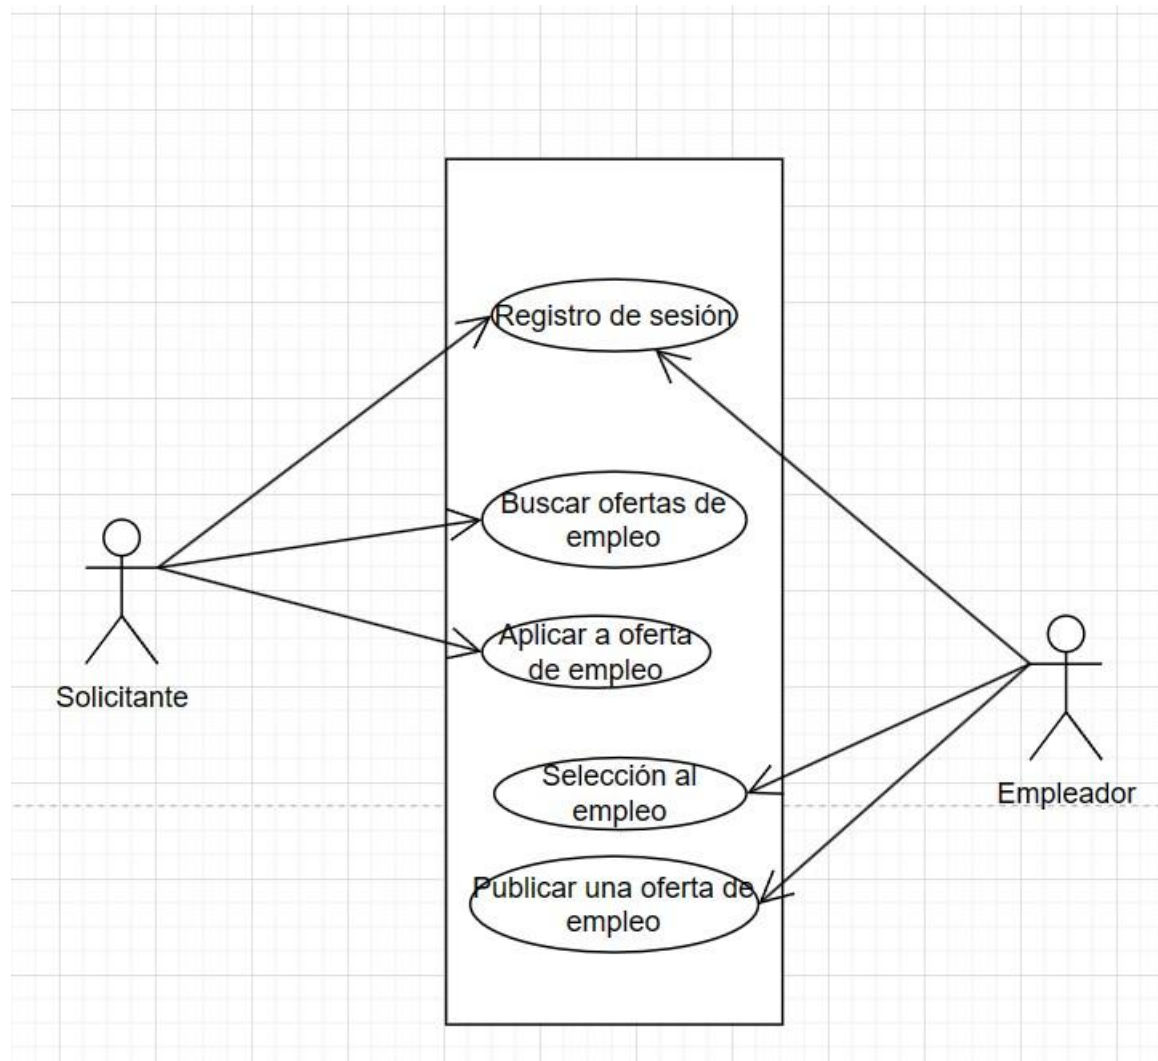 Registro de sesión
Buscar ofertas de
empleo
Aplicar a oferta
de empleo
Solicitante
Selección al
empleo
Empleador
Publicar una oferta de
empleo